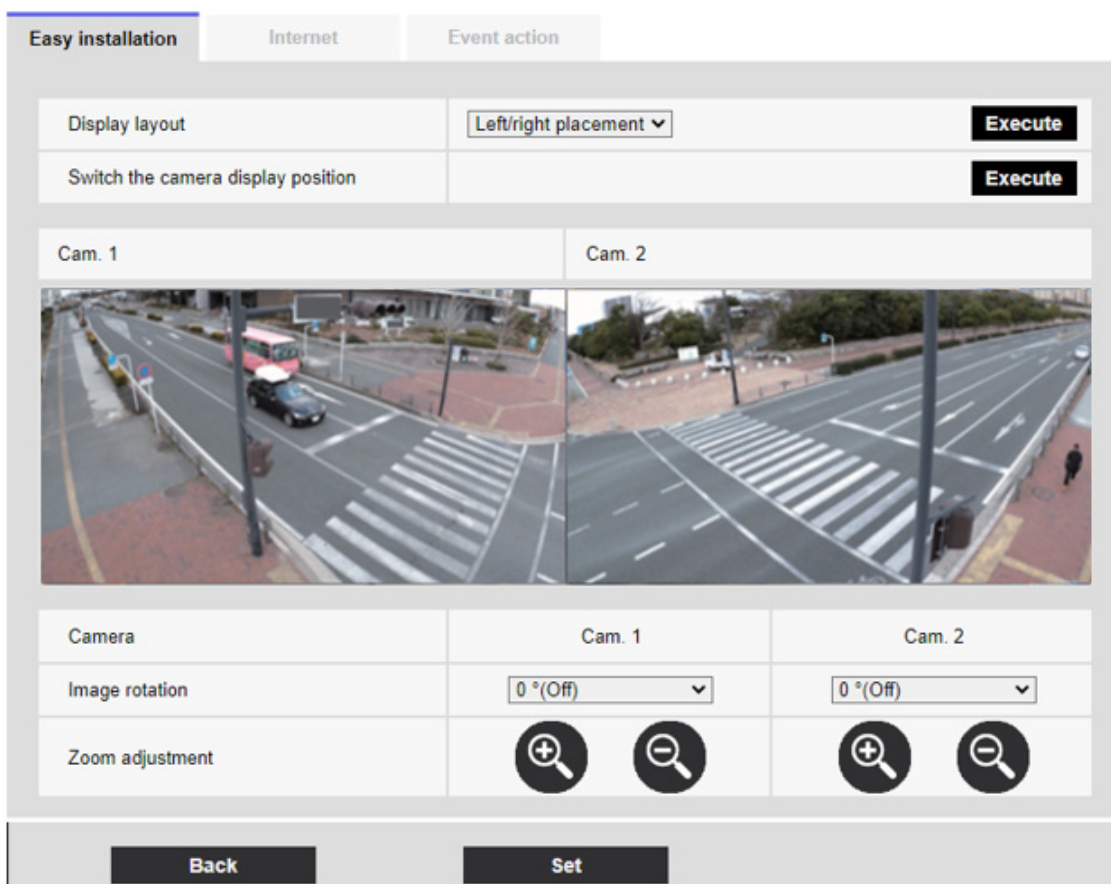 Easy installation
Internet
Event action
Display layout
Left/right placement
Execute
Switch the camera display position
Execute
Cam. 1
Cam. 2
Camera
Cam. 1
Cam. 2
Image rotation
0 °(Off)
0 °(Off)
Zoom adjustment
Back
Set